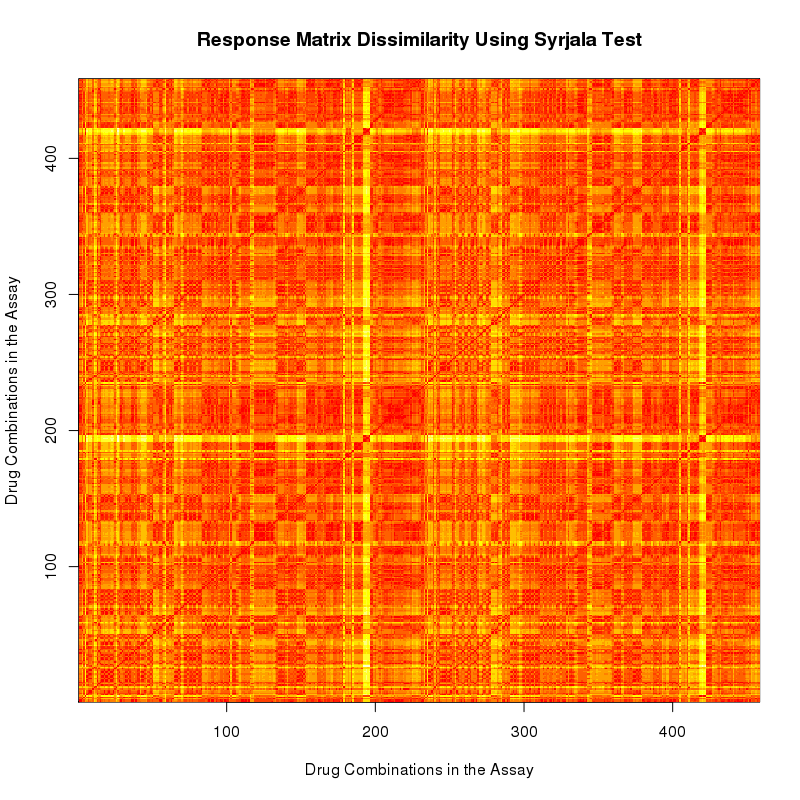 Response Matrix Dissimilarity Using Syrjala Test
Drug Combinations in the Assay
400
300
200
100
100 200 300 400
Drug Combinations in the Assay